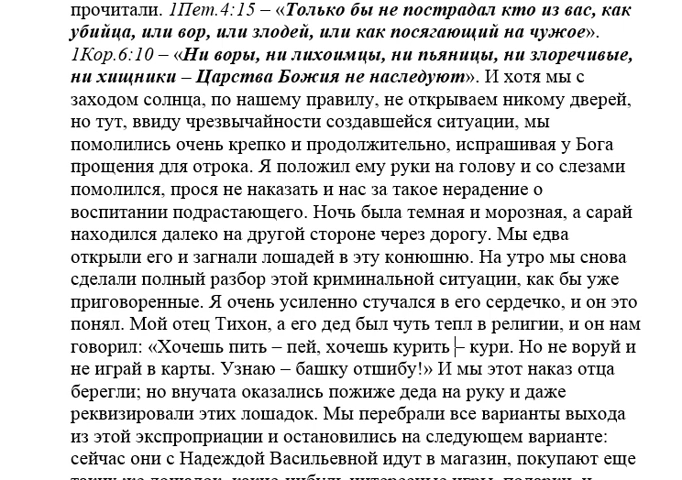 прочитали. 1Пет.4:15 – «Только бы не пострадал кто из вас, как
убийца, или вор, или злодей, или как посягающий на чужое».
1Кор.6:10 – «Ни воры, ни лихоимцы, ни пьяницы, ни злоречивые,
ни хищники – Царства Божия не наследуют». И хотя мы с
заходом солнца, по нашему правилу, не открываем никому дверей,
но тут, ввиду чрезвычайности создавшейся ситуации, мы
помолились очень крепко и продолжительно, испрашивая у Бога
прощения для отрока. Я положил ему руки на голову и со слезами
помолился, прося не наказать и нас за такое нерадение о
воспитании подрастающего. Ночь была темная и морозная, а сарай
находился далеко на другой стороне через дорогу. Мы едва
открыли его и загнали лошадей в эту конюшню. На утро мы снова
сделали полный разбор этой криминальной ситуации, как бы уже
приговоренные. Я очень усиленно стучался в его сердечко, и он это
понял. Мой отец Тихон, а его дед был чуть тепл в религии, и он нам
говорил: «Хочешь пить – пей, хочешь курить – кури. Но не воруй и
не играй в карты. Узнаю – башку отшибу!» И мы этот наказ отца
берегли; но внучата оказались пожиже деда на руку и даже
реквизировали этих лошадок. Мы перебрали все варианты выхода
из этой экспроприации и остановились на следующем варианте:
сейчас они с Надеждой Васильевной идут в магазин, покупают еще
таких же лошадок, какие-нибудь интересные игры, подарки, и